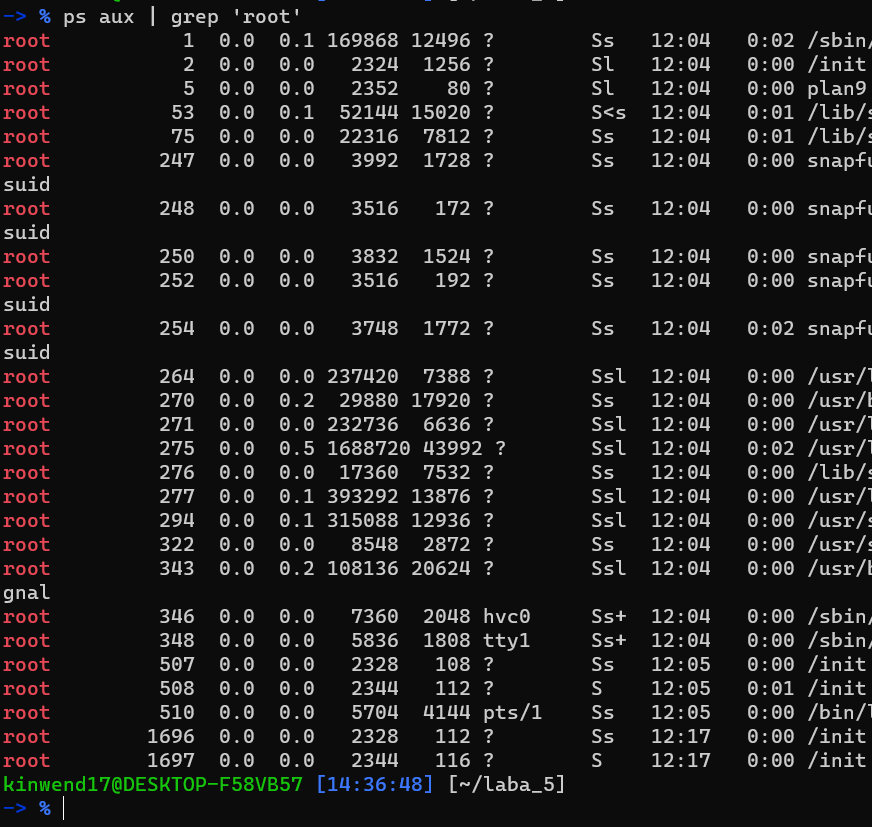 -> % ps aux | grep 'root'
root 1 0.0 0.1 169868 12496 ? Ss 12:04 0:02 /sbin/
root 2 0.0 0.0 2324 1256 ? Sl 12:04 0:00 /init
root 5 0.0 0.0 2352 80 ? Sl 12:04 0:00 plan9
root 53 0.0 0.1 52144 15020 ? S<s 12:04 0:01 /lib/s
root 75 0.0 0.0 22316 7812 ? Ss 12:04 0:01 /lib/s
root 247 0.0 0.0 3992 1728 ? Ss 12:04 0:00 snapfu
suid
root 248 0.0 0.0 3516 172 ? Ss 12:04 0:00 snapfu
suid
root 250 0.0 0.0 3832 1524 ? Ss 12:04 0:00 snapfu
root 252 0.0 0.0 3516 192 ? Ss 12:04 0:00 snapfu
suid
root 254 0.0 0.0 3748 1772 ? Ss 12:04 0:02 snapfu
suid
root 264 0.0 0.0 237420 7388 ? Ssl 12:04 0:00 /usr/l
root 270 0.0 0.2 29880 17920 ? Ss 12:04 0:00 /usr/b
root 271 0.0 0.0 232736 6636 ? Ssl 12:04 0:00 /usr/l
root 275 0.0 0.5 1688720 43992 ? Ssl 12:04 0:02 /usr/l
root 276 0.0 0.0 17360 7532 ? Ss 12:04 0:00 /lib/s
root 277 0.0 0.1 393292 13876 ? Ssl 12:04 0:00 /usr/l
root 294 0.0 0.1 315088 12936 ? Ssl 12:04 0:00 /usr/s
root 322 0.0 0.0 8548 2872 ? Ss 12:04 0:00 /usr/s
root 343 0.0 0.2 108136 20624 ? Ssl 12:04 0:00 /usr/b
gnal
root 346 0.0 0.0 7360 2048 hvc0 Ss+ 12:04 0:00 /sbin/
root 348 0.0 0.0 5836 1808 tty1 Ss+ 12:04 0:00 /sbin/
root 507 0.0 0.0 2328 108 ? Ss 12:05 0:00 /init
root 508 0.0 0.0 2344 112 ? S 12:05 0:01 /init
root 510 0.0 0.0 5704 4144 pts/1 Ss 12:05 0:00 /bin/l
root 1696 0.0 0.0 2328 112 ? Ss 12:17 0:00 /init
root 1697 0.0 0.0 2344 116 ? S 12:17 0:00 /init
kinwend17@DESKTOP-F58VB57 [14:36:48] [~/laba_5]
-> %